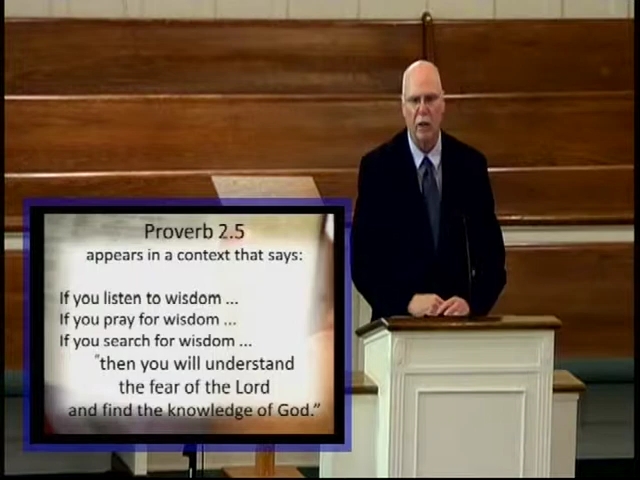 Proverb 2.5
appears in a context that says:
If you listen to wisdom ...
If you pray for wisdom ...
If you search for wisdom ...
"then you will understand
the fear of the Lord
and find the knowledge of God."